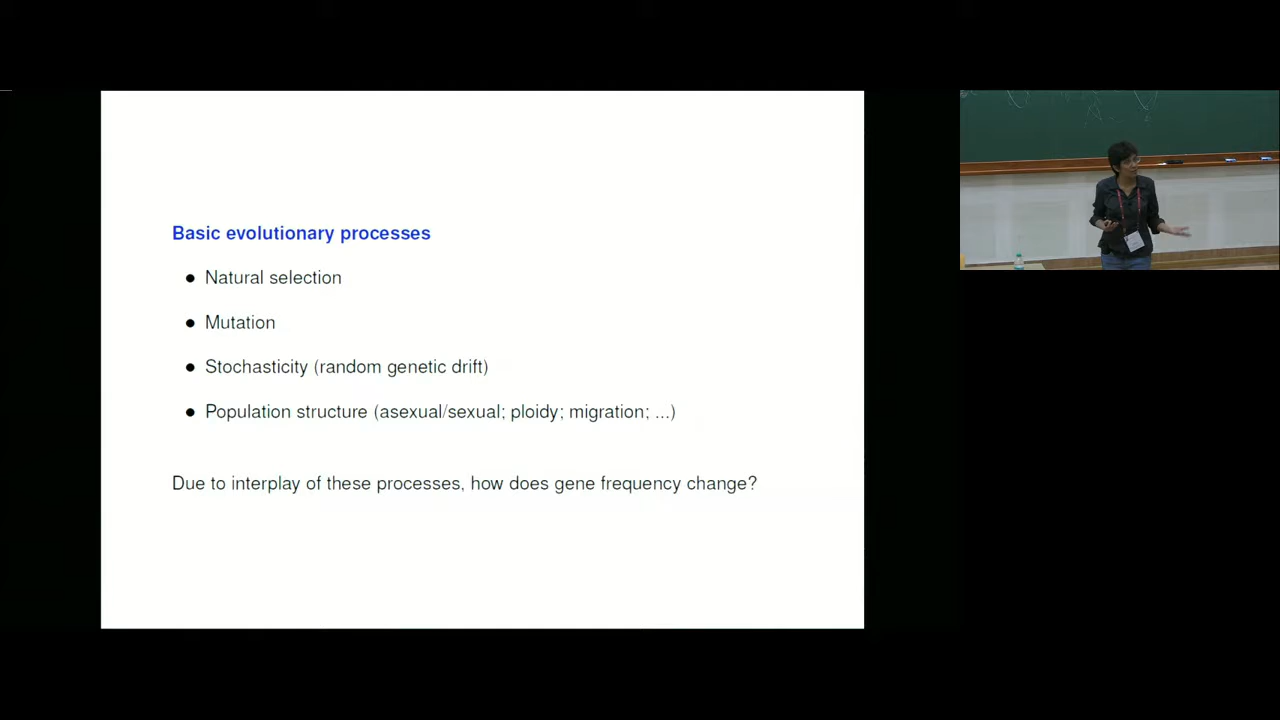 Basic evolutionary processes
● Natural selection
● Mutation
● Stochasticity (random genetic drift)
● Population structure (asexual/sexual; ploidy; migration; ...)
Due to interplay of these processes, how does gene frequency change?